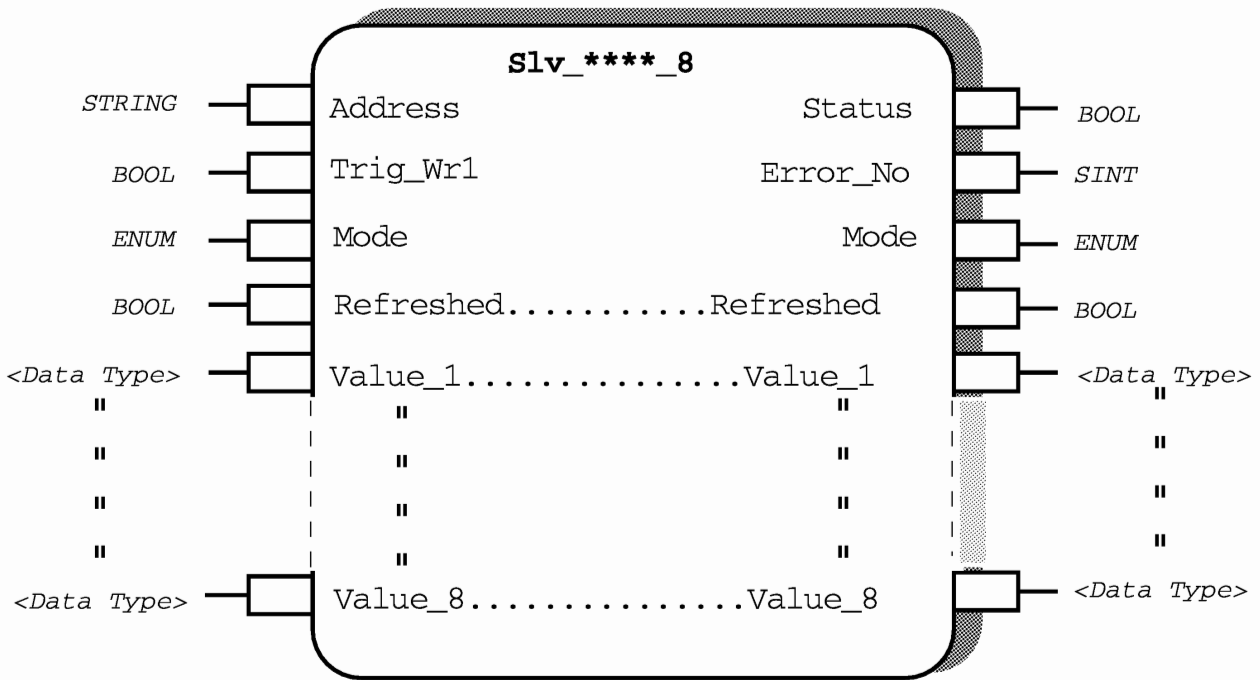 Slv_****_8
STRING Address Status BOOL
BOOL Trig_Wr1 Error_No SINT
ENUM Mode Mode ENUM
BOOL Refreshed...........Refreshed BOOL
<Data Type> Value_1................Value_1 <Data Type>
" " " "
" " " "
" " " "
" " " "
<Data Type> Value_8................Value_8 <Data Type>